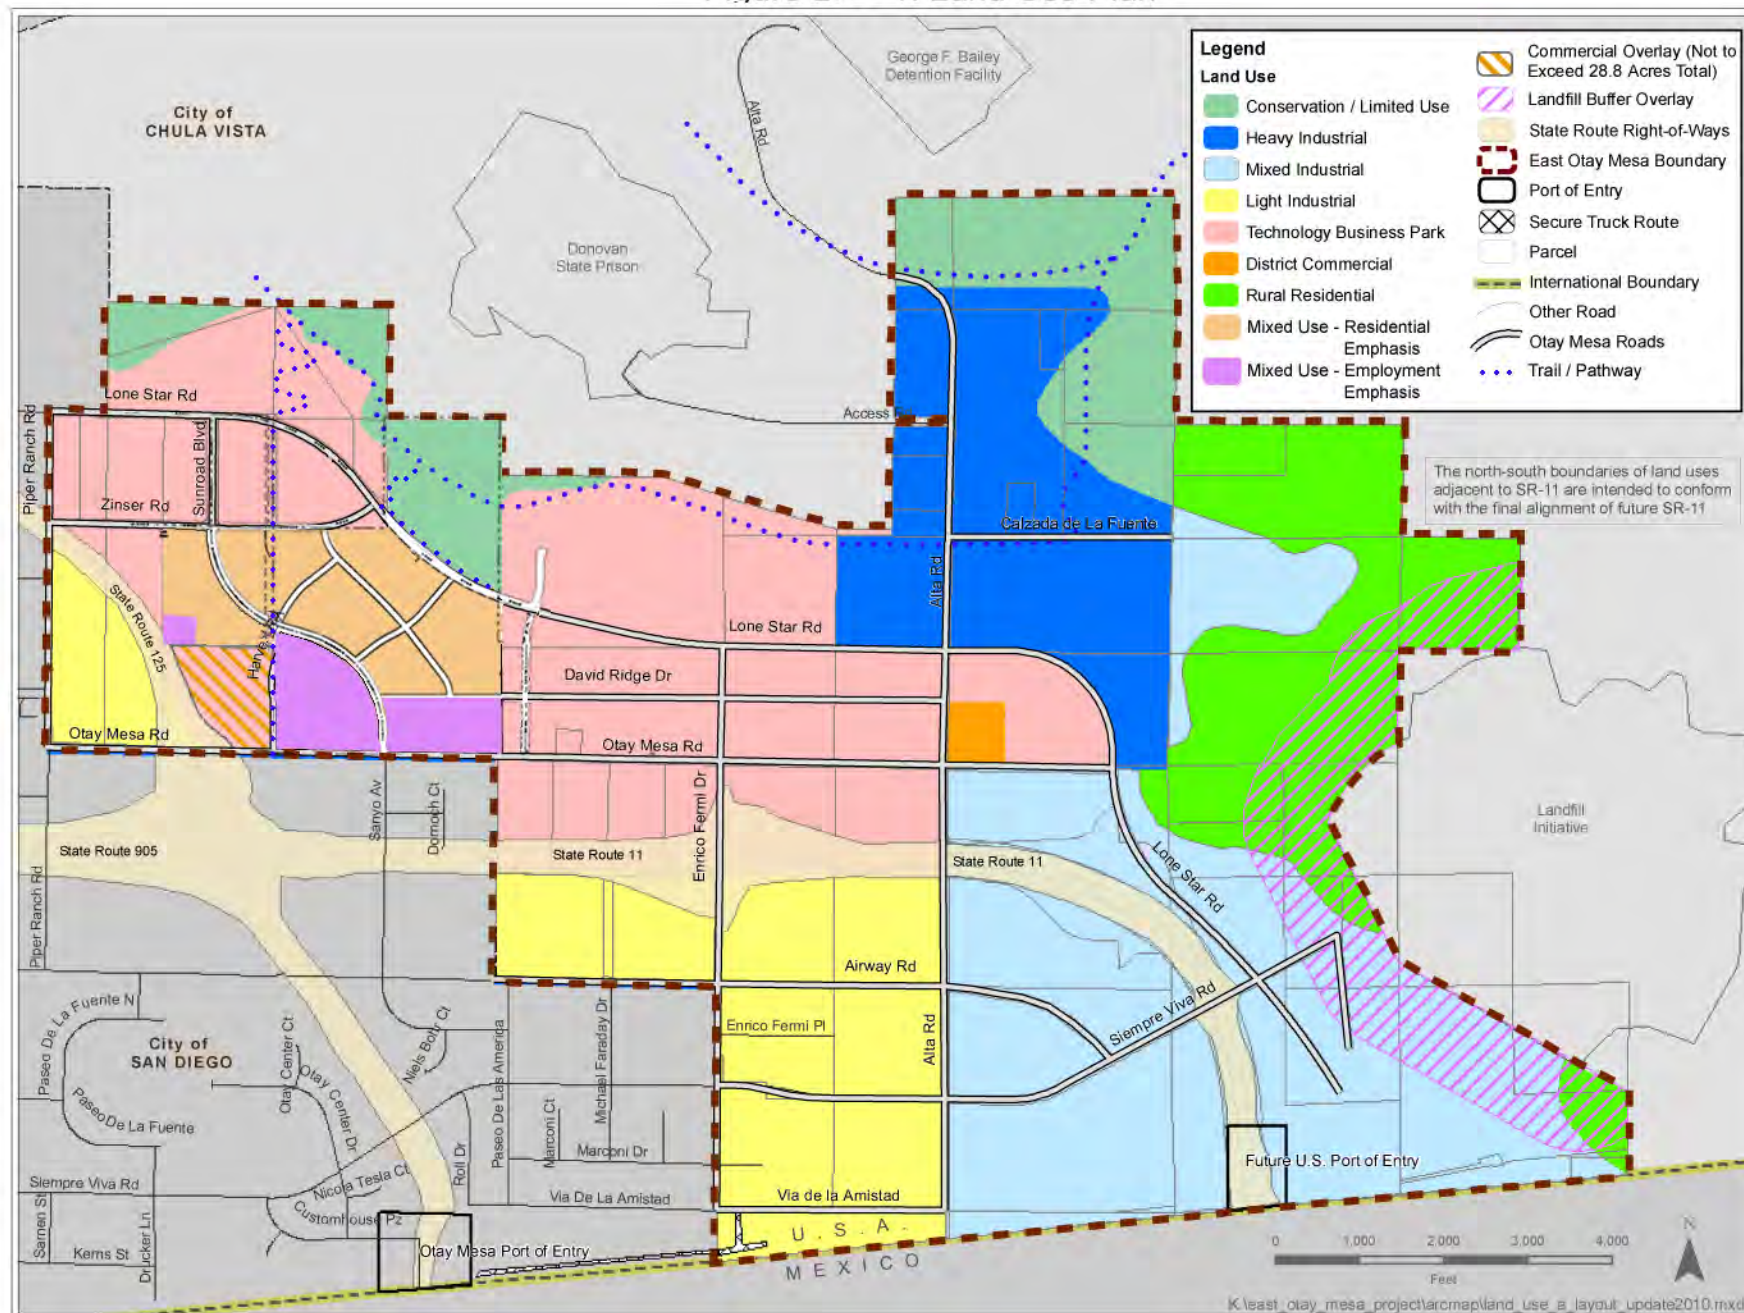 Legend
Land Use
Conservation / Limited Use
Heavy Industrial
Mixed Industrial
Light Industrial
Technology Business Park
District Commercial
Rural Residential
Mixed Use - Residential
Emphasis
Mixed Use - Employment
Emphasis
Commercial Overlay (Not to
Exceed 28.8 Acres Total)
Landfill Buffer Overlay
State Route Right-of-Ways
East Otay Mesa Boundary
Port of Entry
Secure Truck Route
Parcel
International Boundary
Other Road
Otay Mesa Roads
Trail / Pathway
The north-south boundaries of land uses
adjacent to SR-11 are intended to conform
with the final alignment of future SR-11
City of
CHULA VISTA
George F. Bailey
Detention Facility
Alta Rd
Donovan
State Prison
Lone Star Rd
Piper Ranch Rd
Sunroad Blvd
Zinser Rd
Access
Calzada de La Fuente
Alta Rd
State Route 125
Lone Star Rd
David Ridge Dr
Otay Mesa Rd
Otay Mesa Rd
Enrico Fermi Dr
Sanyo Av
Dornoch Ct
State Route 905
State Route 11
State Route 11
Lone Star Rd
Landfill
Initiative
Piper Ranch Rd
Airway Rd
Siempre Viva Rd
Paseo De La Fuente N
City of
SAN DIEGO
Otay Center Ct
Otay Center Dr
Niels Bohr Ct
Paseo De Las America
Michael Faraday Dr
Enrico Fermi Pl
Alta Rd
Paseo De La Fuente
Marconi Ct
Marconi Dr
Siempre Viva Rd
Nicola Tesla Ct
Roll Dr
Via De La Amistad
Via de la Amistad
Future U.S. Port of Entry
Sarnen St
Drucker Ln
Customhouse Pz
Kerns St
Otay Mesa Port of Entry
U. S. A.
MEXICO
N
0 1,000 2,000 3,000 4,000
Feet
K:\east_otay_mesa_project\arcmap\land_use_a_layout_update2010.mxd